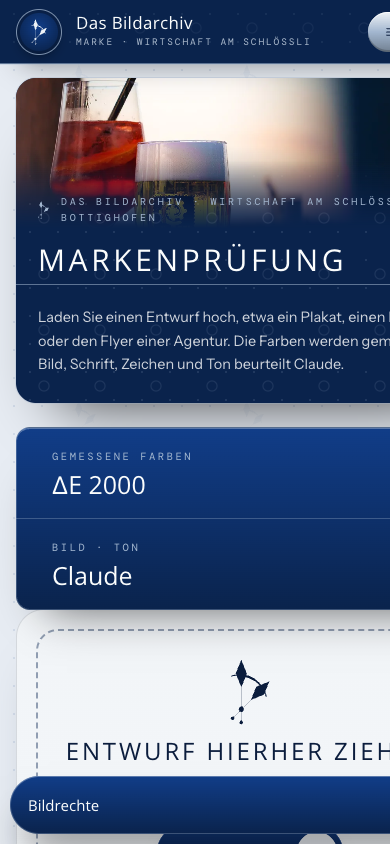 Das Bildarchiv
MARKE · WIRTSCHAFT AM SCHLÖSSLI
DAS BILDARCHIV · WIRTSCHAFT AM SCHLÖSS
BOTTIGHOFEN
MARKENPRÜFUNG
Laden Sie einen Entwurf hoch, etwa ein Plakat, einen
oder den Flyer einer Agentur. Die Farben werden gem
Bild, Schrift, Zeichen und Ton beurteilt Claude.
GEMESSENE FARBEN
ΔE 2000
BILD · TON
Claude
ENTWURF HIERHER ZIEH
Bildrechte